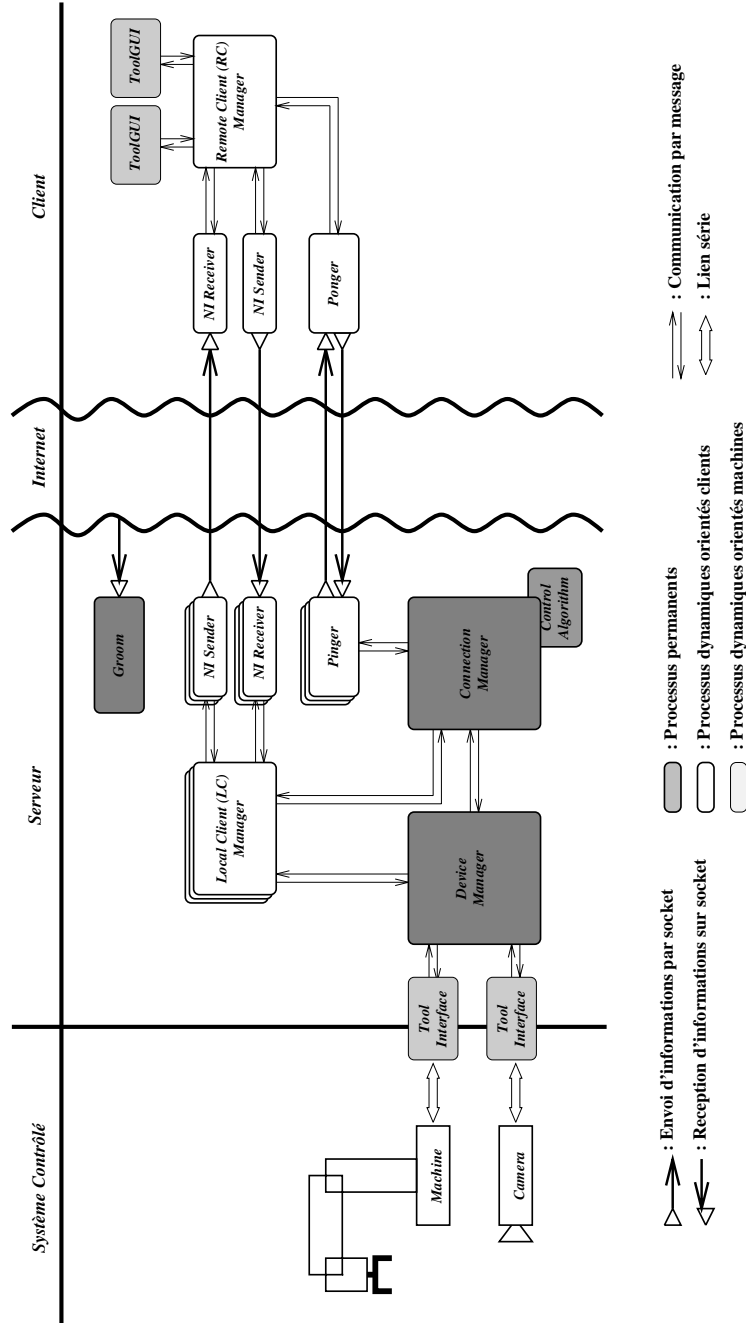 Système Contrôlé
Serveur
Internet
Client
Groom
ToolGUI
ToolGUI
Local Client (LC)
Manager
NI Sender
NI Receiver
NI Receiver
NI Sender
Remote Client (RC)
Manager
Pinger
Ponger
Machine
Camera
Tool
Interface
Tool
Interface
Device
Manager
Connection
Manager
Control
Algorithm
: Envoi d'informations par socket
: Reception d'informations sur socket
: Processus permanents
: Processus dynamiques orientés clients
: Processus dynamiques orientés machines
: Communication par message
: Lien série